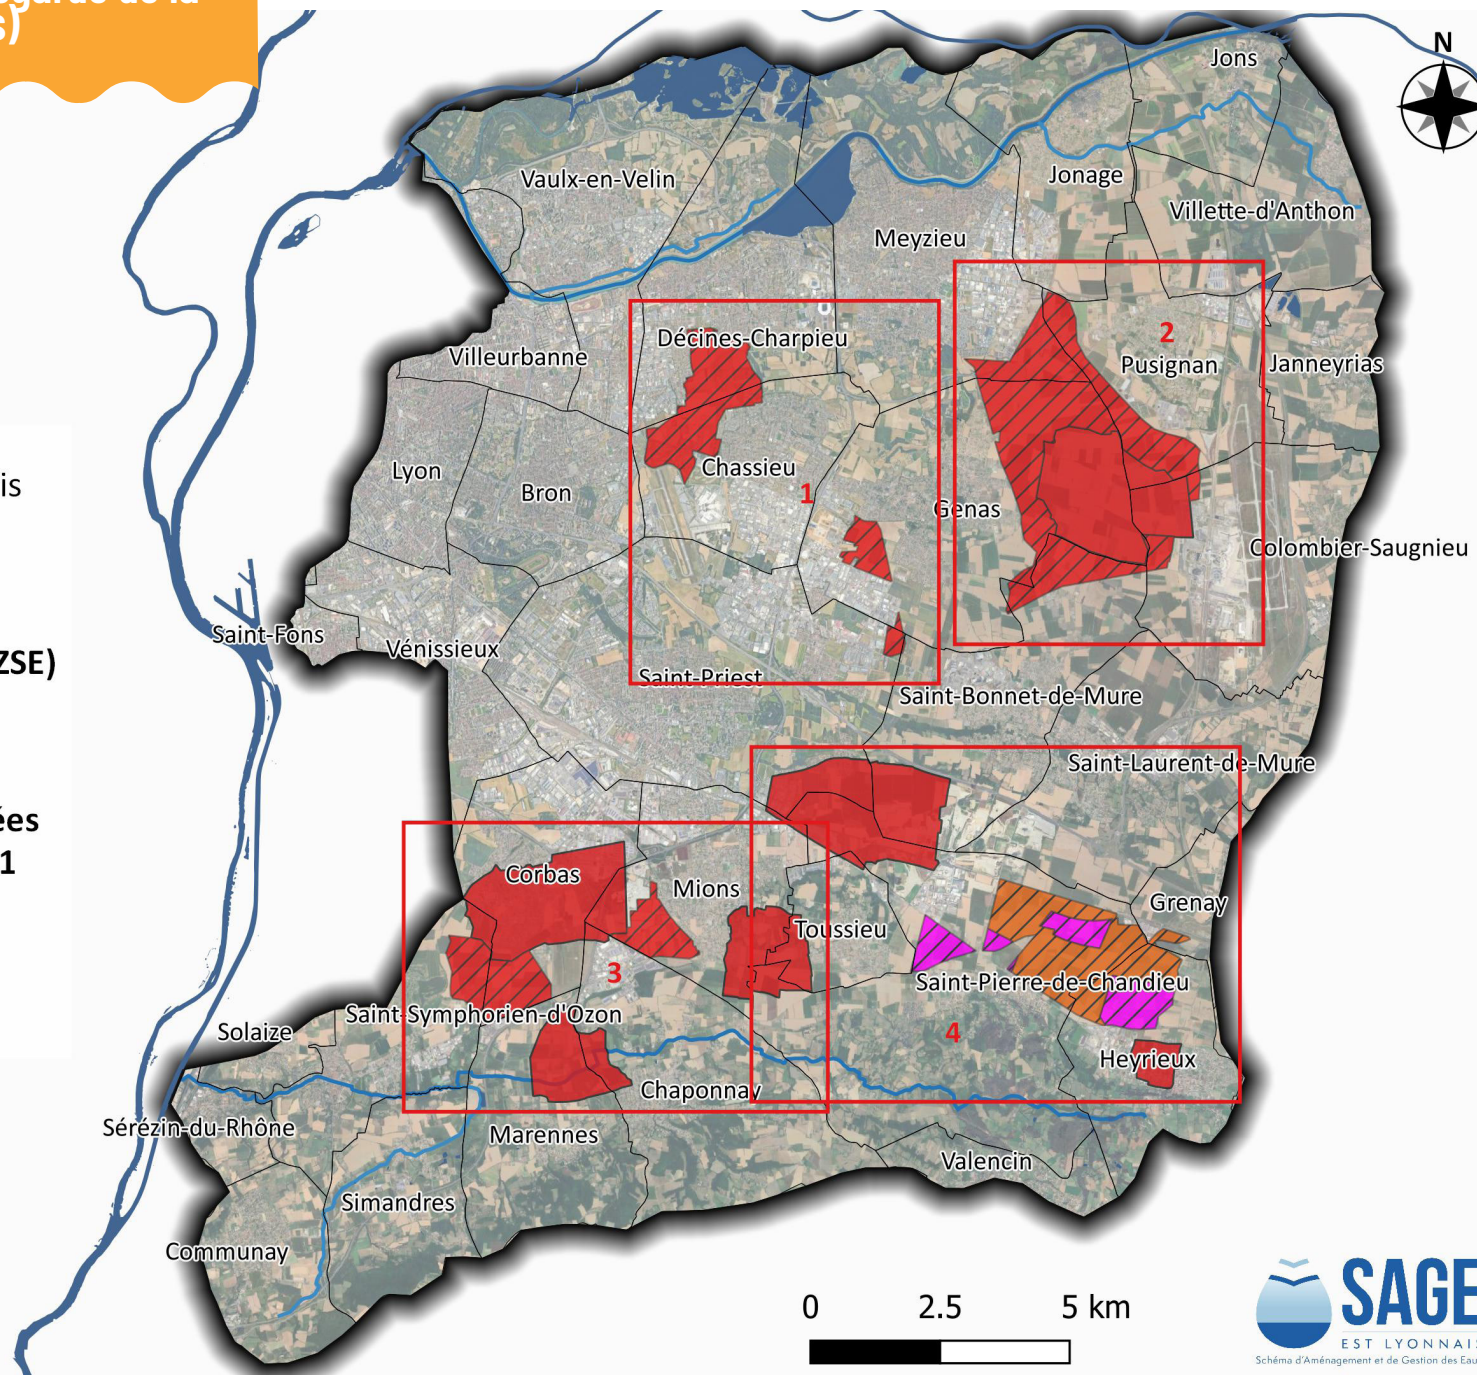 s)
N
Jons
Vaulx-en-Velin
Jonage
Villette-d'Anthon
Meyzieu
2
Décines-Charpieu
Villeurbanne
Pusignan
Janneyrias
Lyon
Chassieu
is
Bron
1
Genas
Colombier-Saugnieu
Saint-Fons
Vénissieux
ZSE)
Saint-Priest
Saint-Bonnet-de-Mure
Saint-Laurent-de-Mure
ées
1
Corbas
Mions
Grenay
Toussieu
3
Saint-Pierre-de-Chandieu
Saint-Symphorien-d'Ozon
Solaize
4
Heyrieux
Chaponnay
Sérézin-du-Rhône
Marennes
Valencin
Simandres
Communay
0 2.5 5 km
SAGE
EST LYONNAIS
Schéma d'Aménagement et de Gestion des Eau